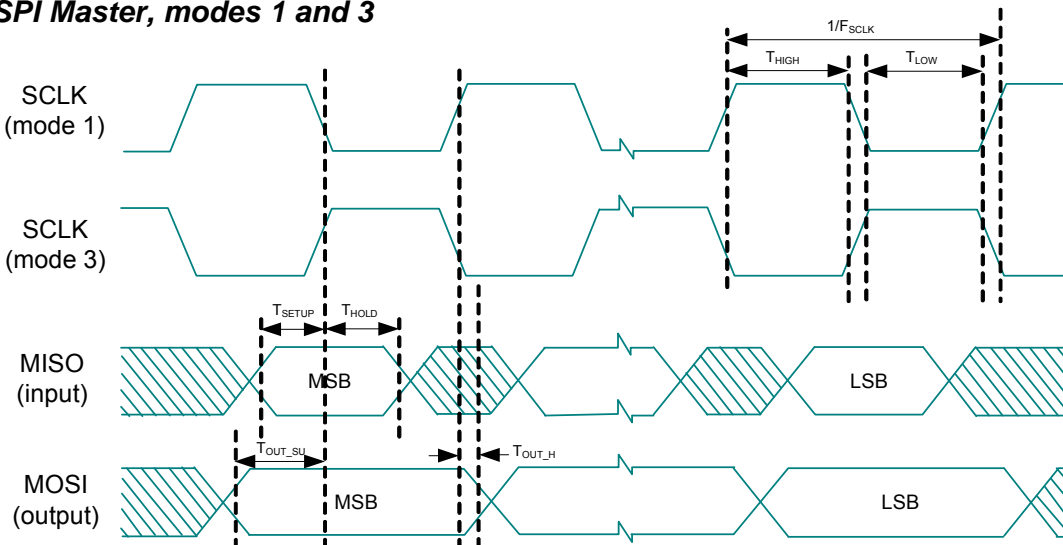 SPI Master, modes 1 and 3
1/FSCLK
THIGH
TLOW
SCLK
(mode 1)
SCLK
(mode 3)
TSETUP
THOLD
MISO
(input)
MSB
LSB
TOUT_SU
TOUT_H
MOSI
(output)
MSB
LSB